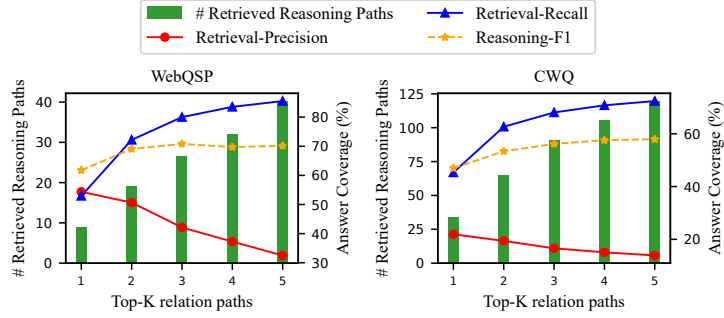 # Retrieved Reasoning Paths
Retrieval-Precision
Retrieval-Recall
Reasoning-F1
WebQSP
# Retrieved Reasoning Paths
40
30
20
10
0
1 2 3 4 5
Top-K relation paths
80
70
60
50
40
30
Answer Coverage (%)
CWQ
# Retrieved Reasoning Paths
125
100
75
50
25
0
1 2 3 4 5
Top-K relation paths
60
40
20
Answer Coverage (%)